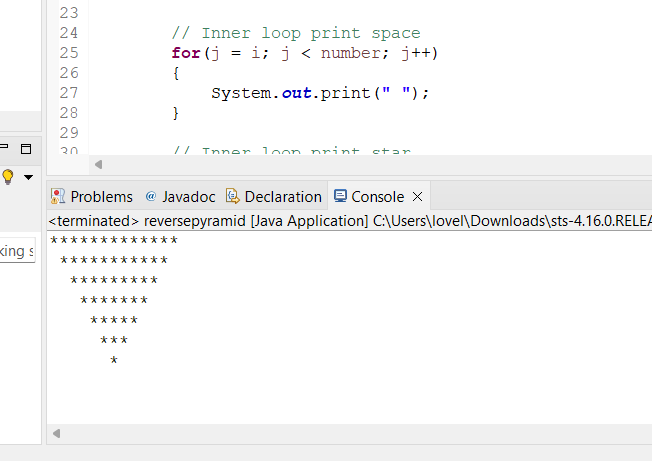 23
24 // Inner loop print space
25 for(j = i; j < number; j++)
26 {
27 System.out.print(" ");
28 }
29
30 // Inner loop print star
Problems @ Javadoc Declaration Console
<terminated> reversepyramid [Java Application] C:\Users\lovel\Downloads\sts-4.16.0.RELEA
king s
*************
 ***********
  *********
   *******
    *****
     ***
      *